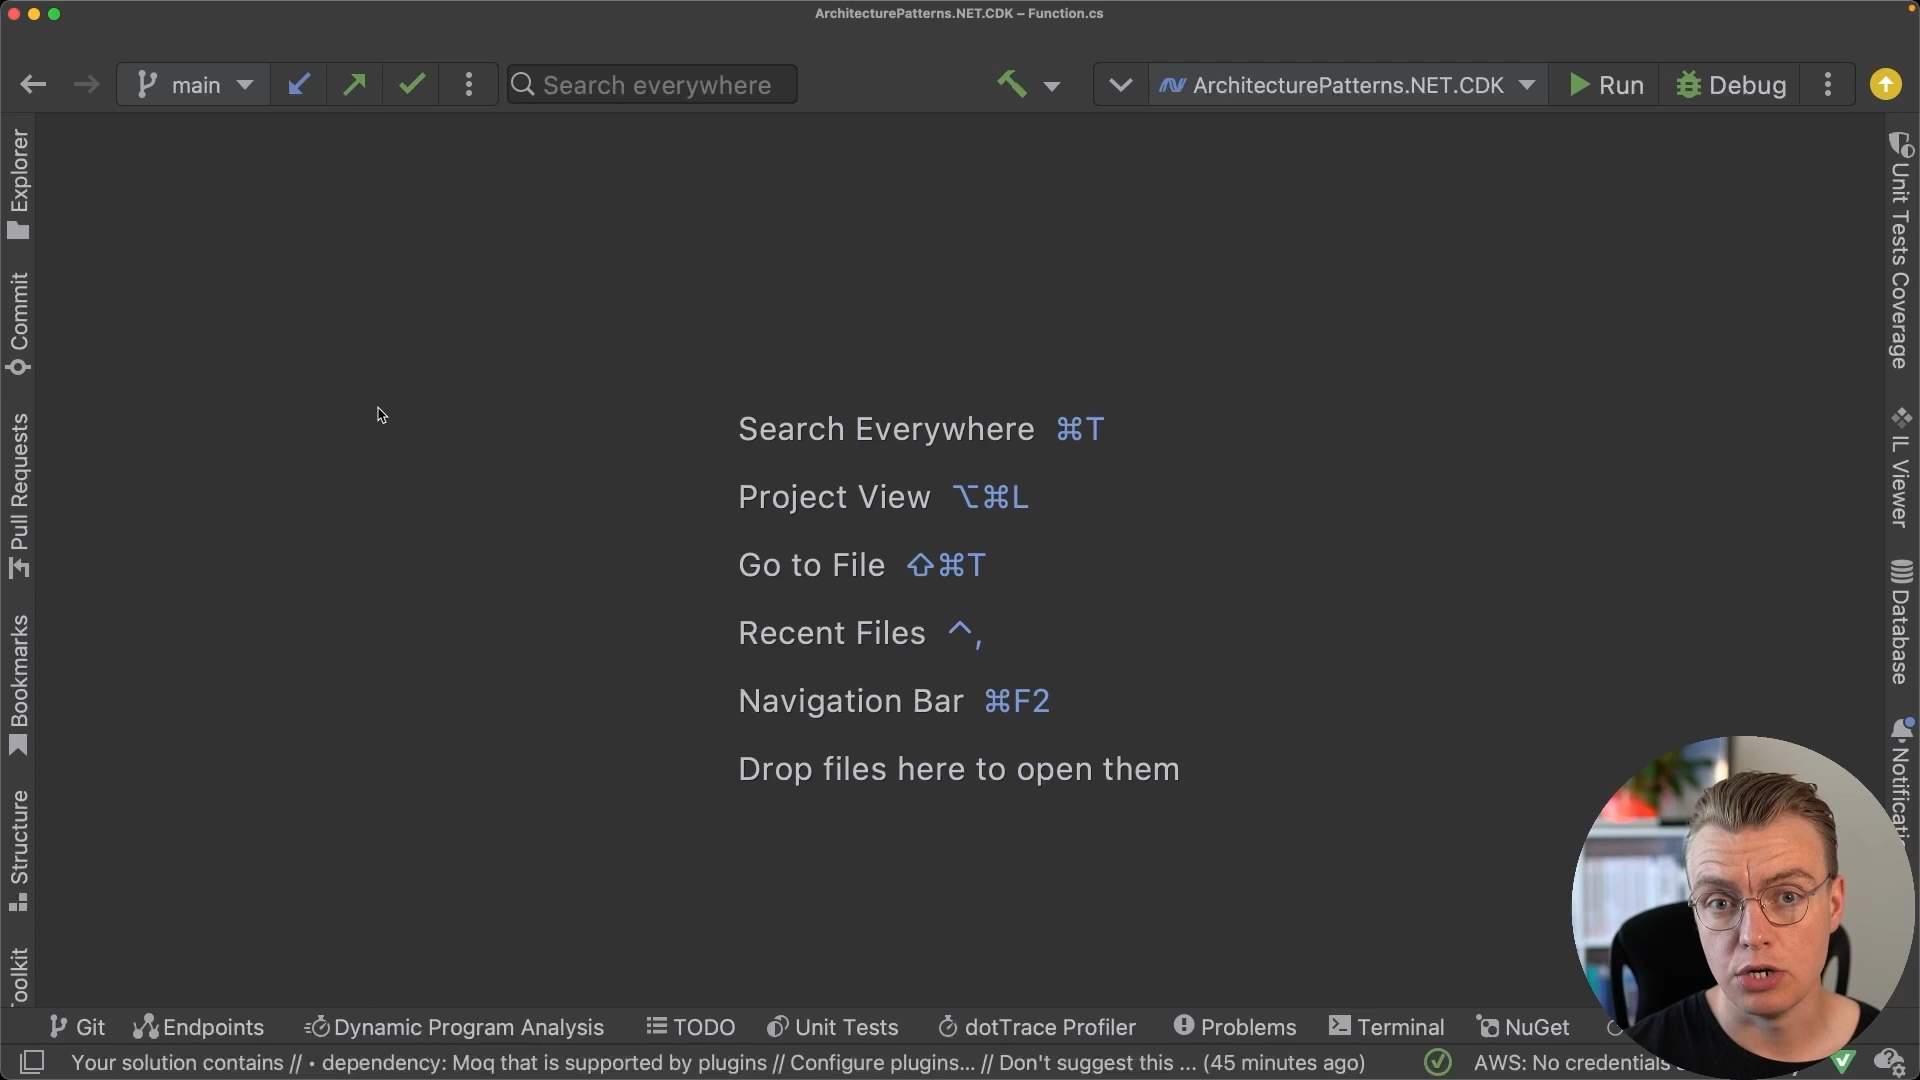 ArchitecturePatterns.NET.CDK – Function.cs
main
Search everywhere
ArchitecturePatterns.NET.CDK
Run
Debug
Explorer
Commit
Pull Requests
Bookmarks
Structure
Search Everywhere ⌘T
Project View ⌥⌘L
Go to File ⇧⌘T
Recent Files ^,
Navigation Bar ⌘F2
Drop files here to open them
Unit Tests Coverage
IL Viewer
Database
Git
Endpoints
Dynamic Program Analysis
TODO
Unit Tests
dotTrace Profiler
Problems
Terminal
NuGet
Your solution contains // • dependency: Moq that is supported by plugins // Configure plugins... // Don't suggest this ... (45 minutes ago)
AWS: No credentials